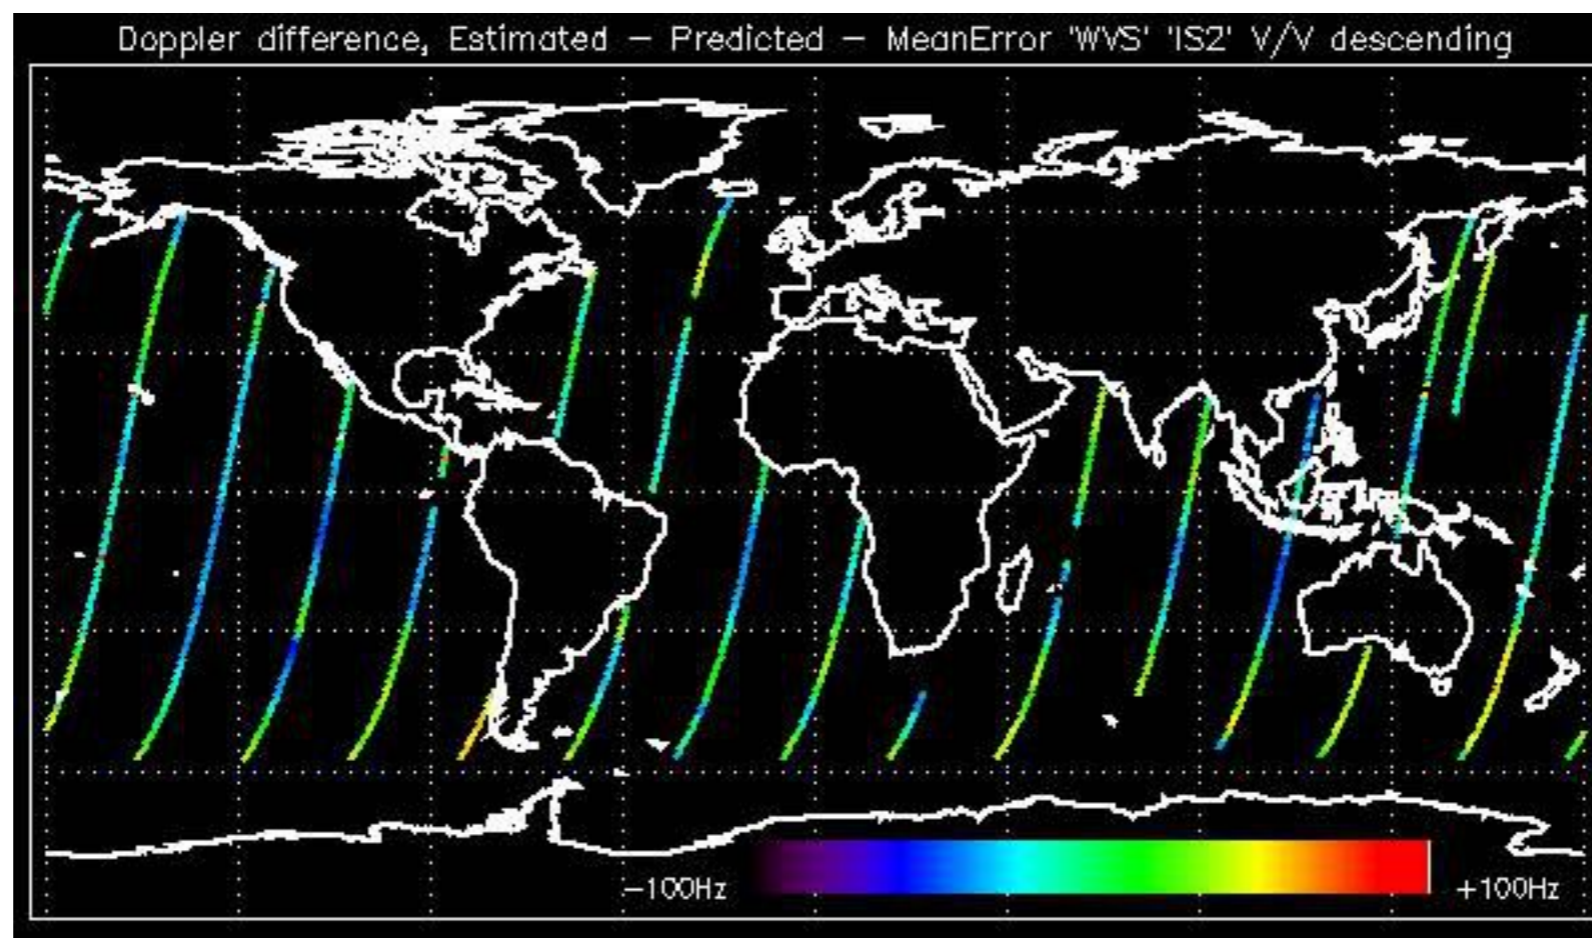 Doppler difference, Estimated – Predicted – MeanError 'WVS' 'IS2' V/V descending
-100Hz +100Hz